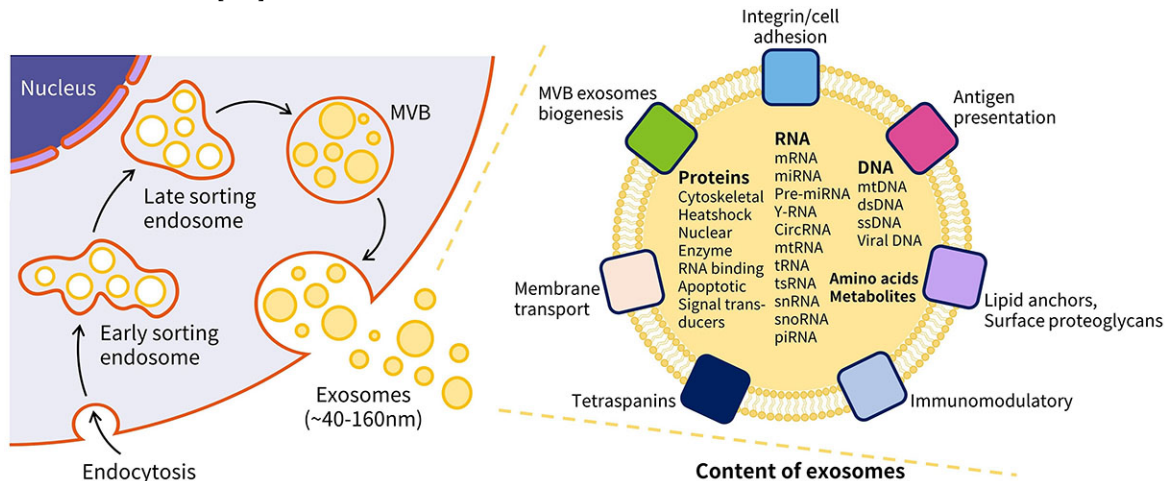 Nucleus
MVB
Late sorting
endosome
Early sorting
endosome
Endocytosis
Exosomes
(~40-160nm)
Integrin/cell
adhesion
MVB exosomes
biogenesis
Antigen
presentation
Membrane
transport
Lipid anchors,
Surface proteoglycans
Tetraspanins
Immunomodulatory
Proteins
Cytoskeletal
Heatshock
Nuclear
Enzyme
RNA binding
Apoptotic
Signal trans-
ducers
RNA
mRNA
miRNA
Pre-miRNA
Y-RNA
CircRNA
mtRNA
tRNA
tsRNA
snRNA
snoRNA
piRNA
DNA
mtDNA
dsDNA
ssDNA
Viral DNA
Amino acids
Metabolites
Content of exosomes